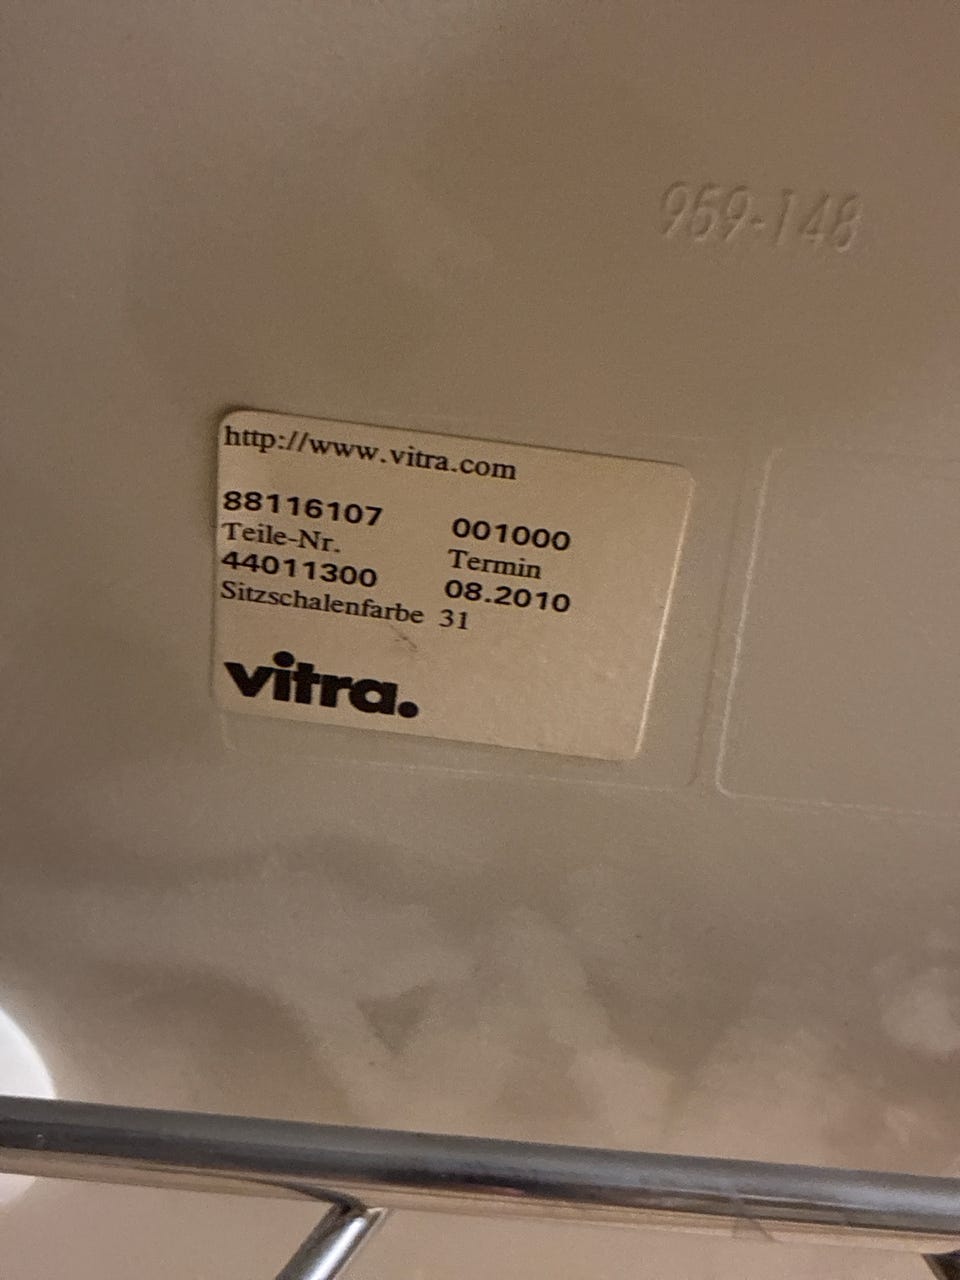 959-148
http://www.vitra.com
88116107 001000
Teile-Nr. Termin
44011300 08.2010
Sitzschalenfarbe 31
vitra.